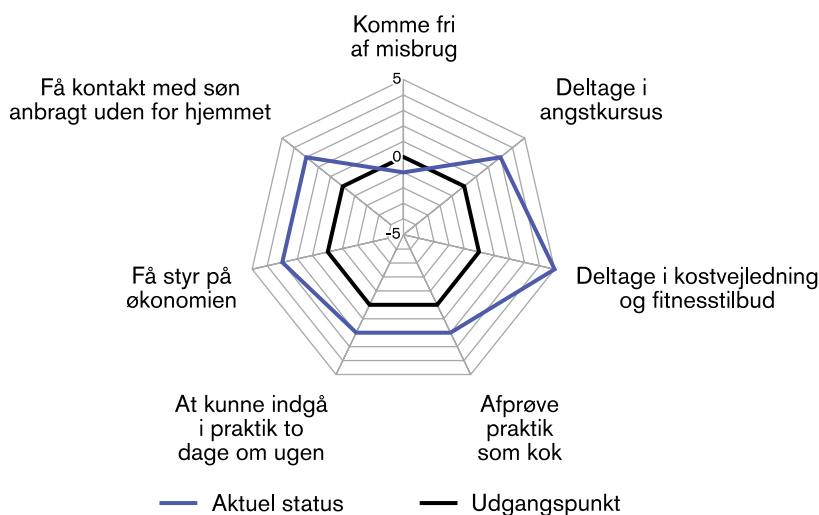 Komme fri
af misbrug
Få kontakt med søn
anbragt uden for hjemmet
Deltage i
angstkursus
5
0
-5
Få styr på
økonomien
Deltage i kostvejledning
og fitnesstilbud
At kunne indgå
i praktik to
dage om ugen
Afprøve
praktik
som kok
Aktuel status
Udgangspunkt